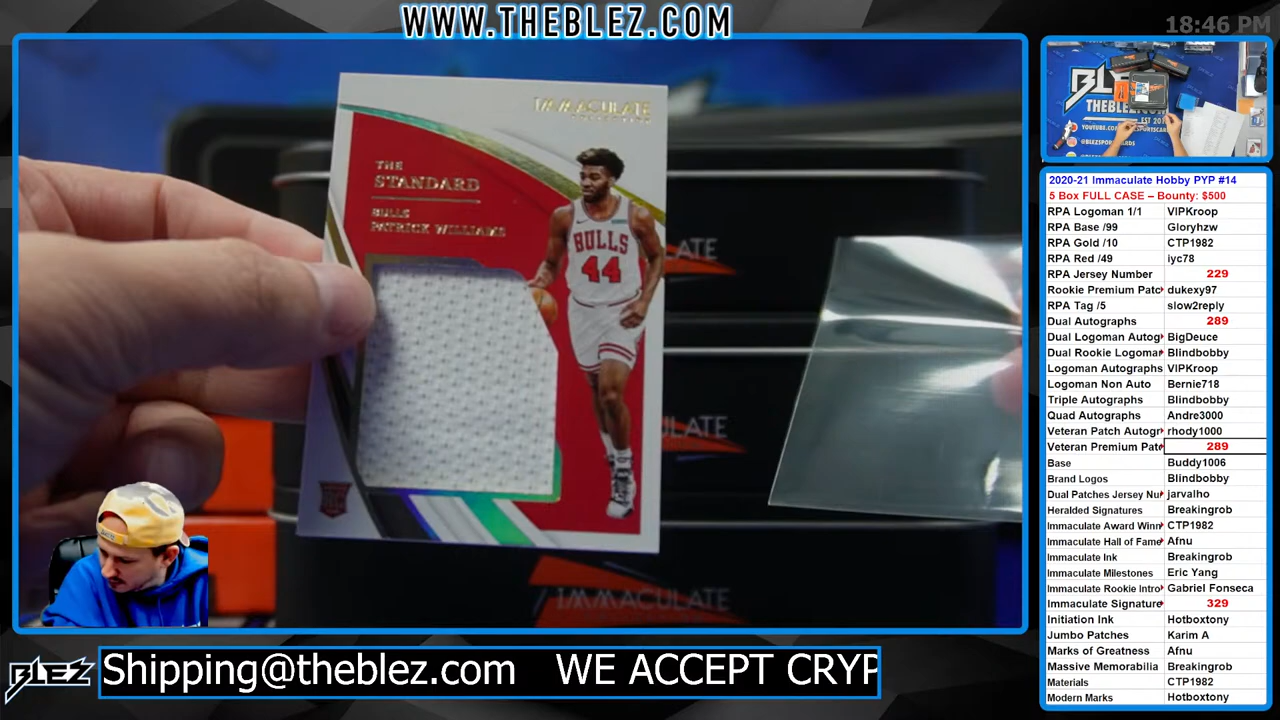 WWW.THEBLEZ.COM
18:46 PM
IMMACULATE
THE
STANDARD
BULLS
PATRICK WILLIAMS
BULLS
44
IMMACULATE
BLEZ
THEBLEZ.COM
2020-21 Immaculate Hobby PYP #14
5 Box FULL CASE – Bounty: $500
RPA Logoman 1/1 VIPKroop
RPA Base /99 Gloryhzw
RPA Gold /10 CTP1982
RPA Red /49 iyc78
RPA Jersey Number 229
Rookie Premium Patc dukexy97
RPA Tag /5 slow2reply
Dual Autographs 289
Dual Logoman Autog BigDeuce
Dual Rookie Logoma Blindbobby
Logoman Autographs VIPKroop
Logoman Non Auto Bernie718
Triple Autographs Blindbobby
Quad Autographs Andre3000
Veteran Patch Autogr rhody1000
Veteran Premium Pat 289
Base Buddy1006
Brand Logos Blindbobby
Dual Patches Jersey Nu jarvalho
Heralded Signatures Breakingrob
Immaculate Award Winn CTP1982
Immaculate Hall of Fame Afnu
Immaculate Ink Breakingrob
Immaculate Milestones Eric Yang
Immaculate Rookie Intro Gabriel Fonseca
Immaculate Signature 329
Initiation Ink Hotboxtony
Jumbo Patches Karim A
Marks of Greatness Afnu
Massive Memorabilia Breakingrob
Materials CTP1982
Modern Marks Hotboxtony
BLEZ
Shipping@theblez.com WE ACCEPT CRYP